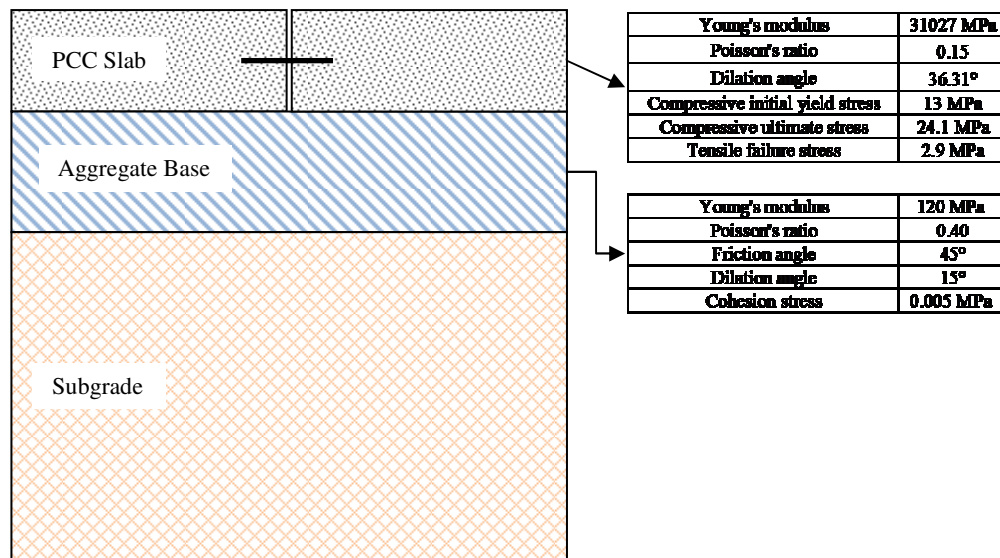 PCC Slab
Young's modulus 31027 MPa
Poisson's ratio 0.15
Dilation angle 36.31°
Compressive initial yield stress 13 MPa
Compressive ultimate stress 24.1 MPa
Tensile failure stress 2.9 MPa
Aggregate Base
Young's modulus 120 MPa
Poisson's ratio 0.40
Friction angle 45°
Dilation angle 15°
Cohesion stress 0.005 MPa
Subgrade